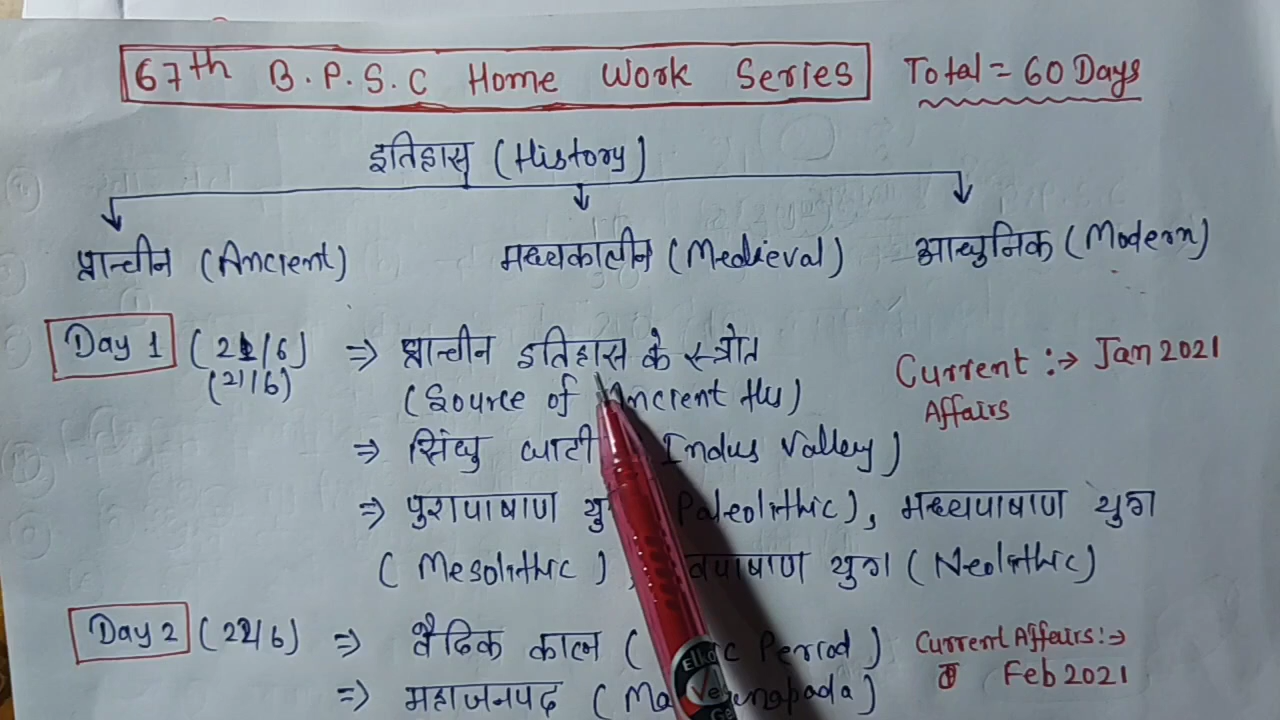 67th B.P.S.C Home Work Series Total = 60 Days
इतिहास (History)
प्राचीन (Ancient) मध्यकालीन (Medieval) आधुनिक (Modern)
Day 1 (21/6) ⇒ प्राचीन इतिहास के स्त्रोत Current :→ Jan 2021
(21/6) (Source of Ancient His) Affairs
⇒ सिंधु घाटी Indus Valley)
⇒ पुरापाषाण Paleolithic), मध्यपाषाण युग
(Mesolithic), नवपाषाण युग (Neolithic)
Day 2 (22/6) ⇒ वैदिक काल ( Period) Current Affairs :→
⇒ महाजनपद ( Feb 2021